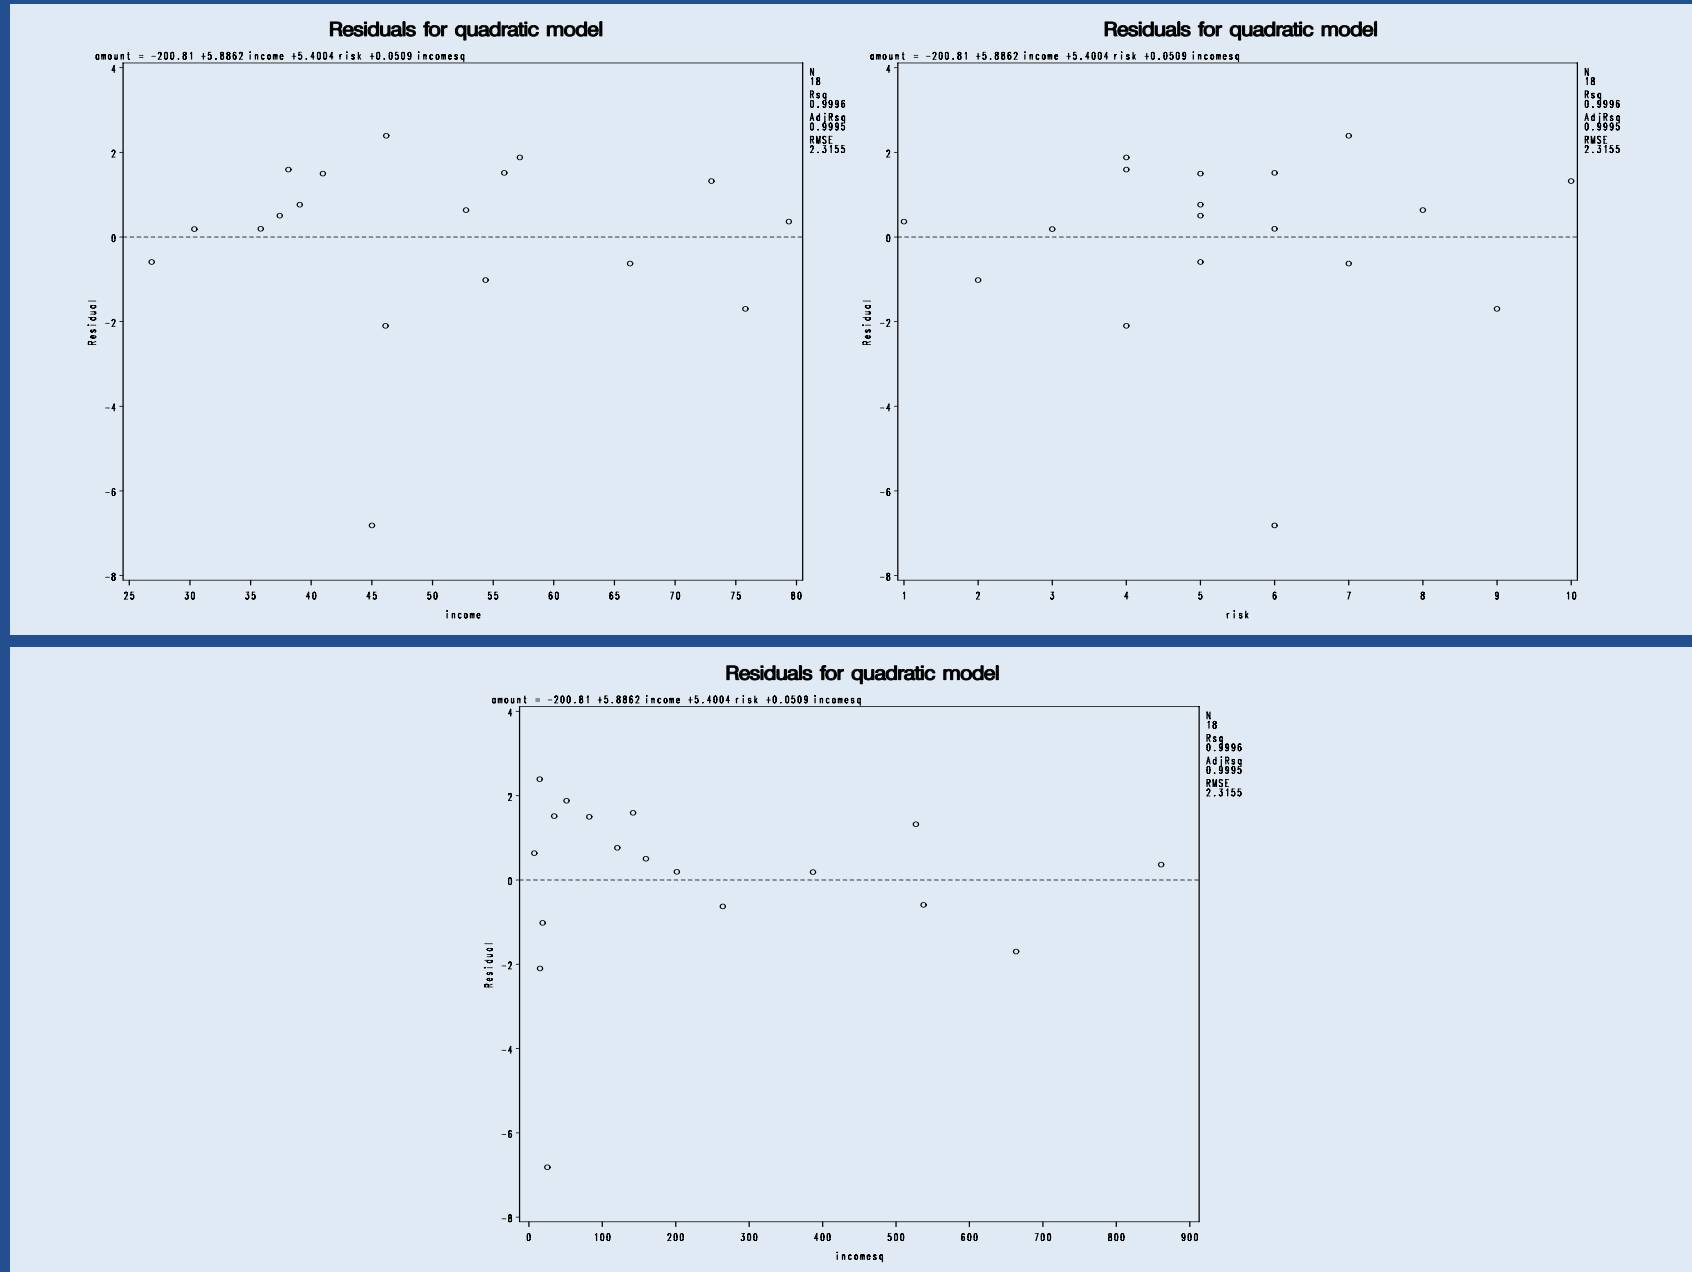 Residuals for quadratic model
amount = -200.81 +5.8862 income +5.4004 risk +0.0509 incomesq
N
18
Rsq
0.9996
AdjRsq
0.9995
RMSE
2.3155
4
2
0
-2
-4
-6
-8
Residual
25 30 35 40 45 50 55 60 65 70 75 80
income
Residuals for quadratic model
amount = -200.81 +5.8862 income +5.4004 risk +0.0509 incomesq
N
18
Rsq
0.9996
AdjRsq
0.9995
RMSE
2.3155
4
2
0
-2
-4
-6
-8
Residual
1 2 3 4 5 6 7 8 9 10
risk
Residuals for quadratic model
amount = -200.81 +5.8862 income +5.4004 risk +0.0509 incomesq
N
18
Rsq
0.9996
AdjRsq
0.9995
RMSE
2.3155
4
2
0
-2
-4
-6
-8
Residual
0 100 200 300 400 500 600 700 800 900
incomesq